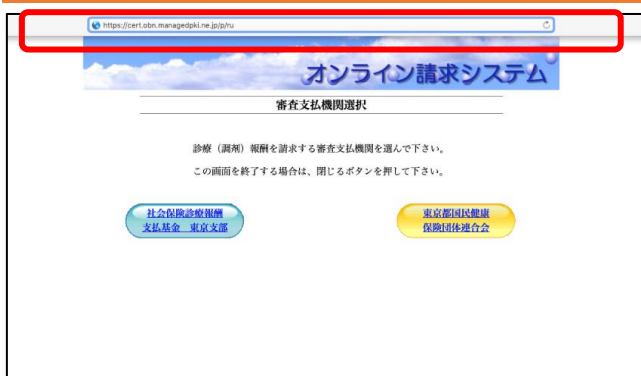 https://cert.obn.managedpki.ne.jp/p/ru
オンライン請求システム
審査支払機関選択
診療（調剤）報酬を請求する審査支払機関を選んで下さい。
この画面を終了する場合は、閉じるボタンを押して下さい。
社会保険診療報酬
支払基金　東京支部
東京都国民健康
保険団体連合会